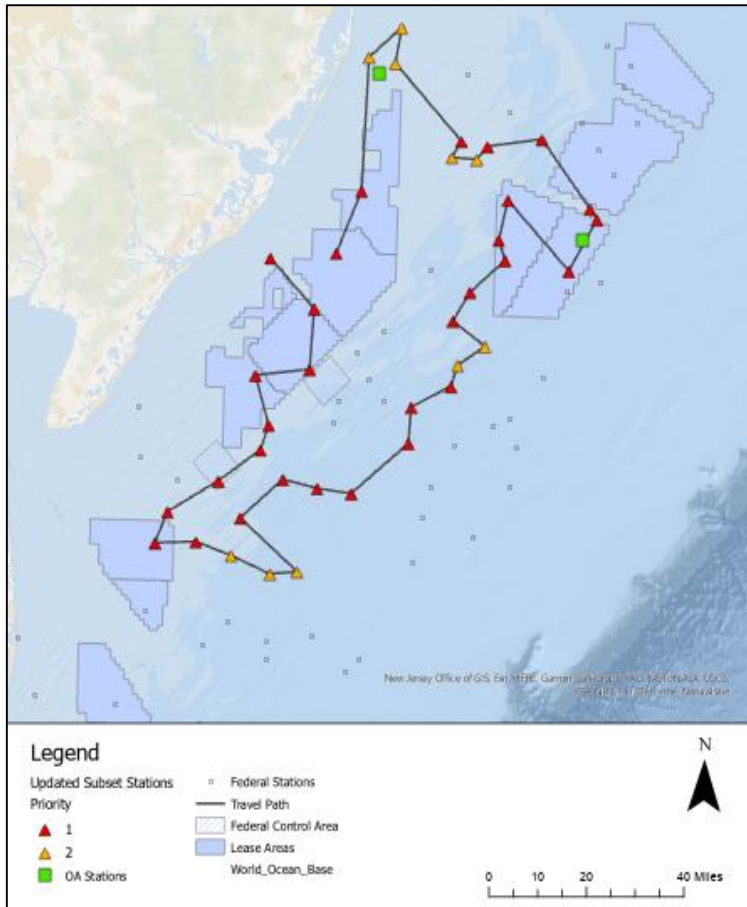 New Jersey Office of GIS, Esri, HERE, Garmin,
Legend
Updated Subset Stations
Priority
1
2
OA Stations
Federal Stations
Travel Path
Federal Control Area
Lease Areas
World_Ocean_Base
N
0 10 20 40 Miles